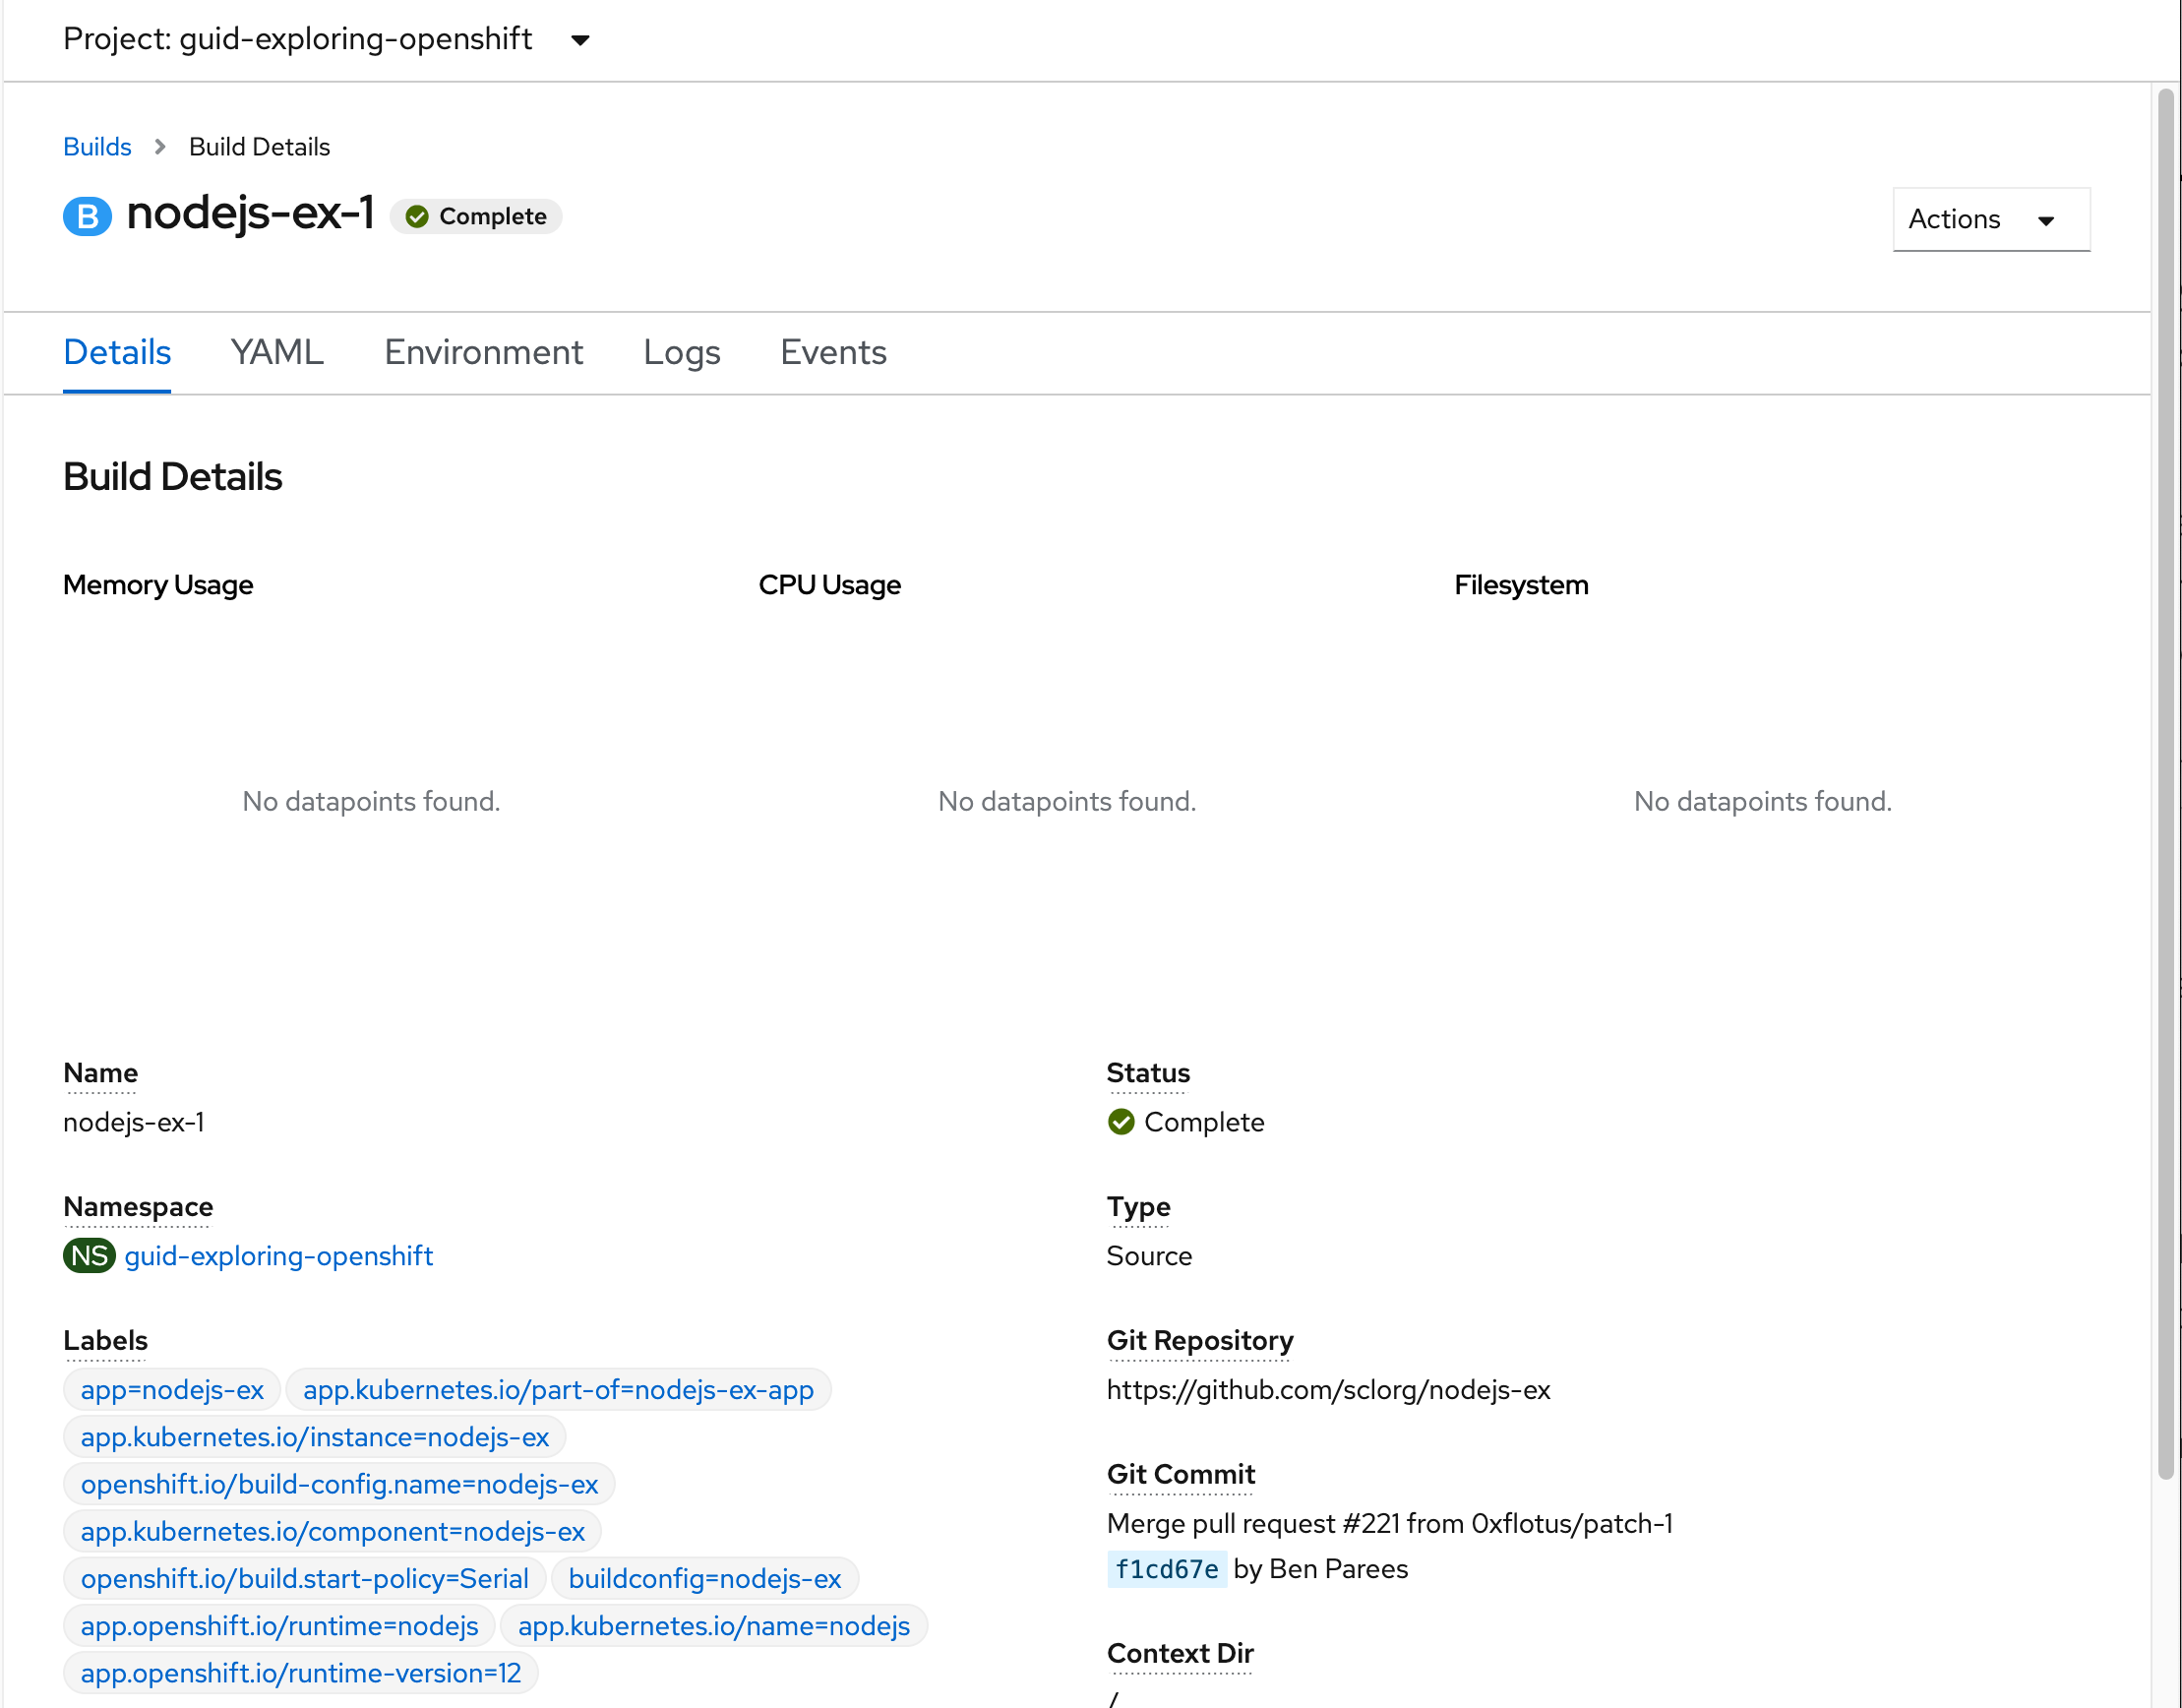 Project: guid-exploring-openshift
Builds Build Details
B nodejs-ex-1 Complete
Actions
Details YAML Environment Logs Events
Build Details
Memory Usage CPU Usage Filesystem
No datapoints found. No datapoints found. No datapoints found.
Name
nodejs-ex-1
Namespace
NS guid-exploring-openshift
Labels
app=nodejs-ex app.kubernetes.io/part-of=nodejs-ex-app
app.kubernetes.io/instance=nodejs-ex
openshift.io/build-config.name=nodejs-ex
app.kubernetes.io/component=nodejs-ex
openshift.io/build.start-policy=Serial buildconfig=nodejs-ex
app.openshift.io/runtime=nodejs app.kubernetes.io/name=nodejs
app.openshift.io/runtime-version=12
Status
Complete
Type
Source
Git Repository
https://github.com/sclorg/nodejs-ex
Git Commit
Merge pull request #221 from 0xflotus/patch-1
f1cd67e by Ben Parees
Context Dir
/